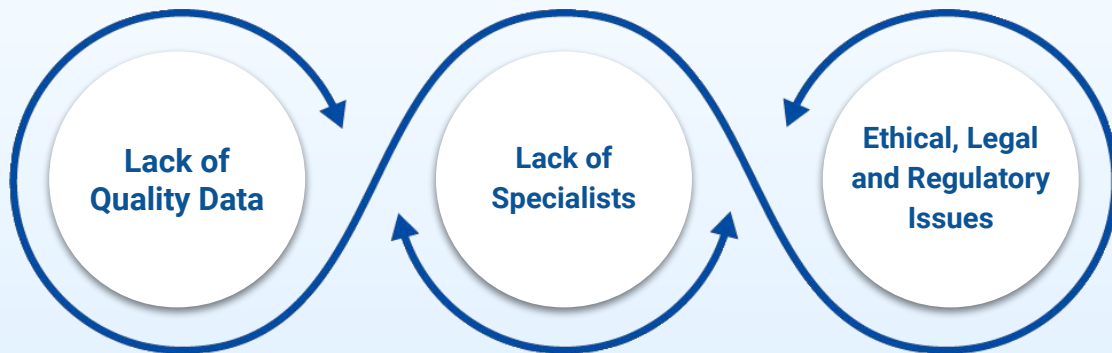 Lack of
Quality Data
Lack of
Specialists
Ethical, Legal
and Regulatory
Issues